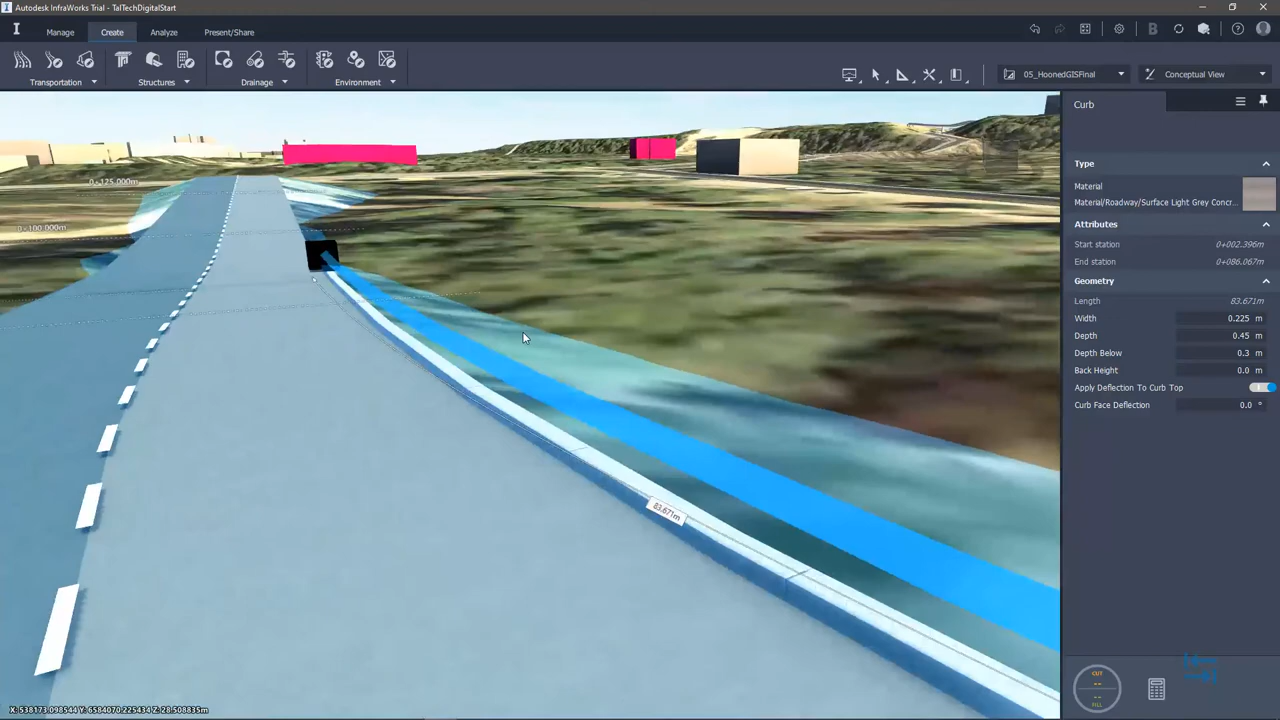 Autodesk InfraWorks Trial - TalTechDigitalStart
Manage
Create
Analyze
Present/Share
Transportation
Structures
Drainage
Environment
05_HoonedGISFinal
Conceptual View
Curb
Type
Material
Material/Roadway/Surface Light Grey Concr...
Attributes
Start station 0+002.396m
End station 0+086.067m
Geometry
Length 83.671m
Width 0.225 m
Depth 0.45 m
Depth Below 0.3 m
Back Height 0.0 m
Apply Deflection To Curb Top
Curb Face Deflection 0.0 °
0+125.000m
0+100.000m
83.671m
CUT
--
--
FILL
X: 538173.098544 Y: 6584070.225434 Z: 28.508835m